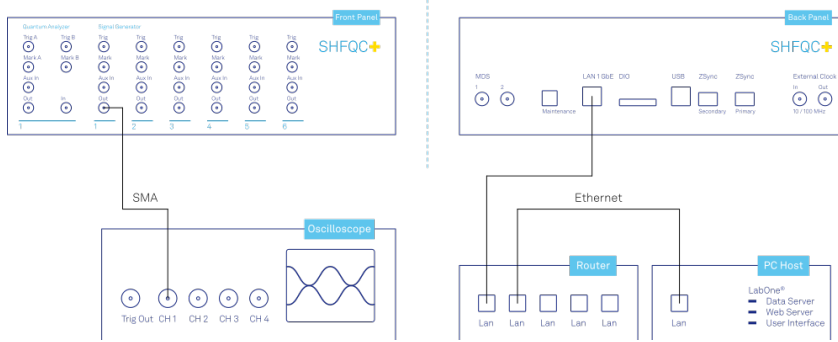 Front Panel
Quantum Analyzer Signal Generator
Trig A Trig B Trig Trig Trig Trig Trig Trig
SHFQC+
Mark A Mark B Mark Mark Mark Mark Mark Mark
Aux In Aux In Aux In Aux In Aux In Aux In Aux In
Out In Out Out Out Out Out Out
1 1 2 3 4 5 6
SMA
Oscilloscope
Trig Out CH 1 CH 2 CH 3 CH 4
Back Panel
SHFQC+
MDS LAN 1 GbE DIO USB ZSync ZSync External Clock
1 2 In Out
Maintenance Secondary Primary 10 / 100 MHz
Ethernet
Router
Lan Lan Lan Lan Lan
PC Host
LabOne®
Data Server
Web Server
User Interface
Lan